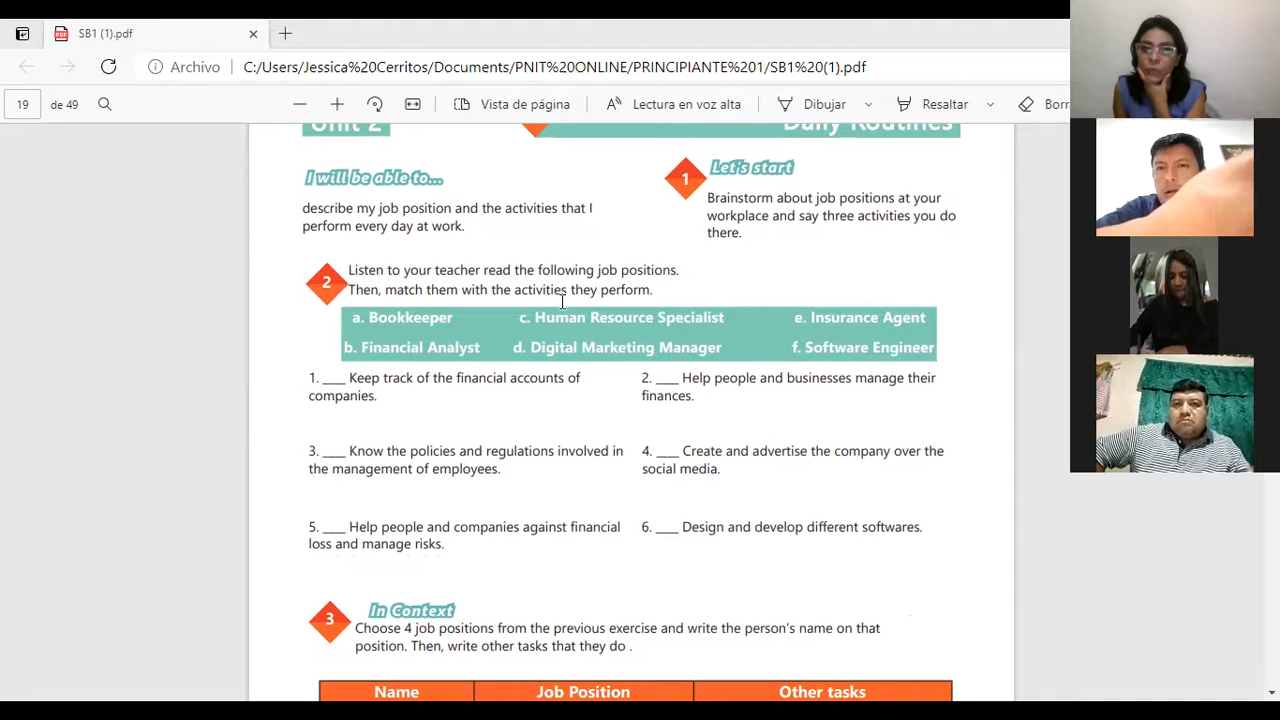 SB1 (1).pdf
Archivo
C:/Users/Jessica%20Cerritos/Documents/PNIT%20ONLINE/PRINCIPIANTE%201/SB1%20(1).pdf
19 de 49
Vista de página
Lectura en voz alta
Dibujar
Resaltar
Borr
Unit 2
Daily Routines
I will be able to...
describe my job position and the activities that I
perform every day at work.
1
Let's start
Brainstorm about job positions at your
workplace and say three activities you do
there.
2
Listen to your teacher read the following job positions.
Then, match them with the activities they perform.
a. Bookkeeper
c. Human Resource Specialist
e. Insurance Agent
b. Financial Analyst
d. Digital Marketing Manager
f. Software Engineer
1. ____ Keep track of the financial accounts of
companies.
2. ____ Help people and businesses manage their
finances.
3. ____ Know the policies and regulations involved in
the management of employees.
4. ____ Create and advertise the company over the
social media.
5. ____ Help people and companies against financial
loss and manage risks.
6. ____ Design and develop different softwares.
3
In Context
Choose 4 job positions from the previous exercise and write the person's name on that
position. Then, write other tasks that they do .
Name
Job Position
Other tasks